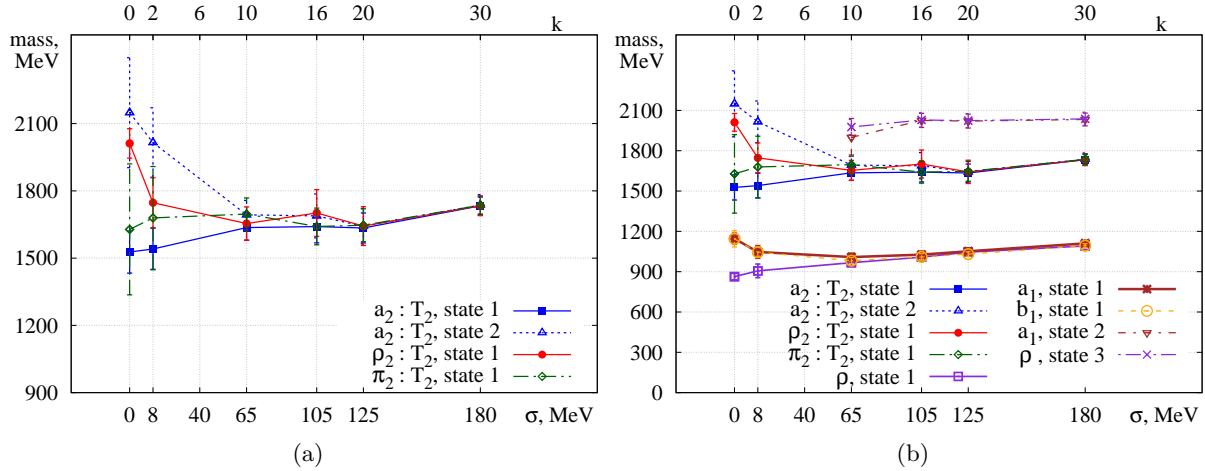 0 2 6 10 16 20 30 k
mass, MeV
2100
1800
1500
1200
900
a₂ : T₂, state 1
a₂ : T₂, state 2
ρ₂ : T₂, state 1
π₂ : T₂, state 1
0 8 40 65 105 125 180 σ, MeV
(a)
0 2 6 10 16 20 30 k
mass, MeV
2100
1800
1500
1200
900
600
300
0
a₂ : T₂, state 1
a₂ : T₂, state 2
ρ₂ : T₂, state 1
π₂ : T₂, state 1
ρ, state 1
a₁, state 1
b₁, state 1
a₁, state 2
ρ , state 3
0 8 40 65 105 125 180 σ, MeV
(b)